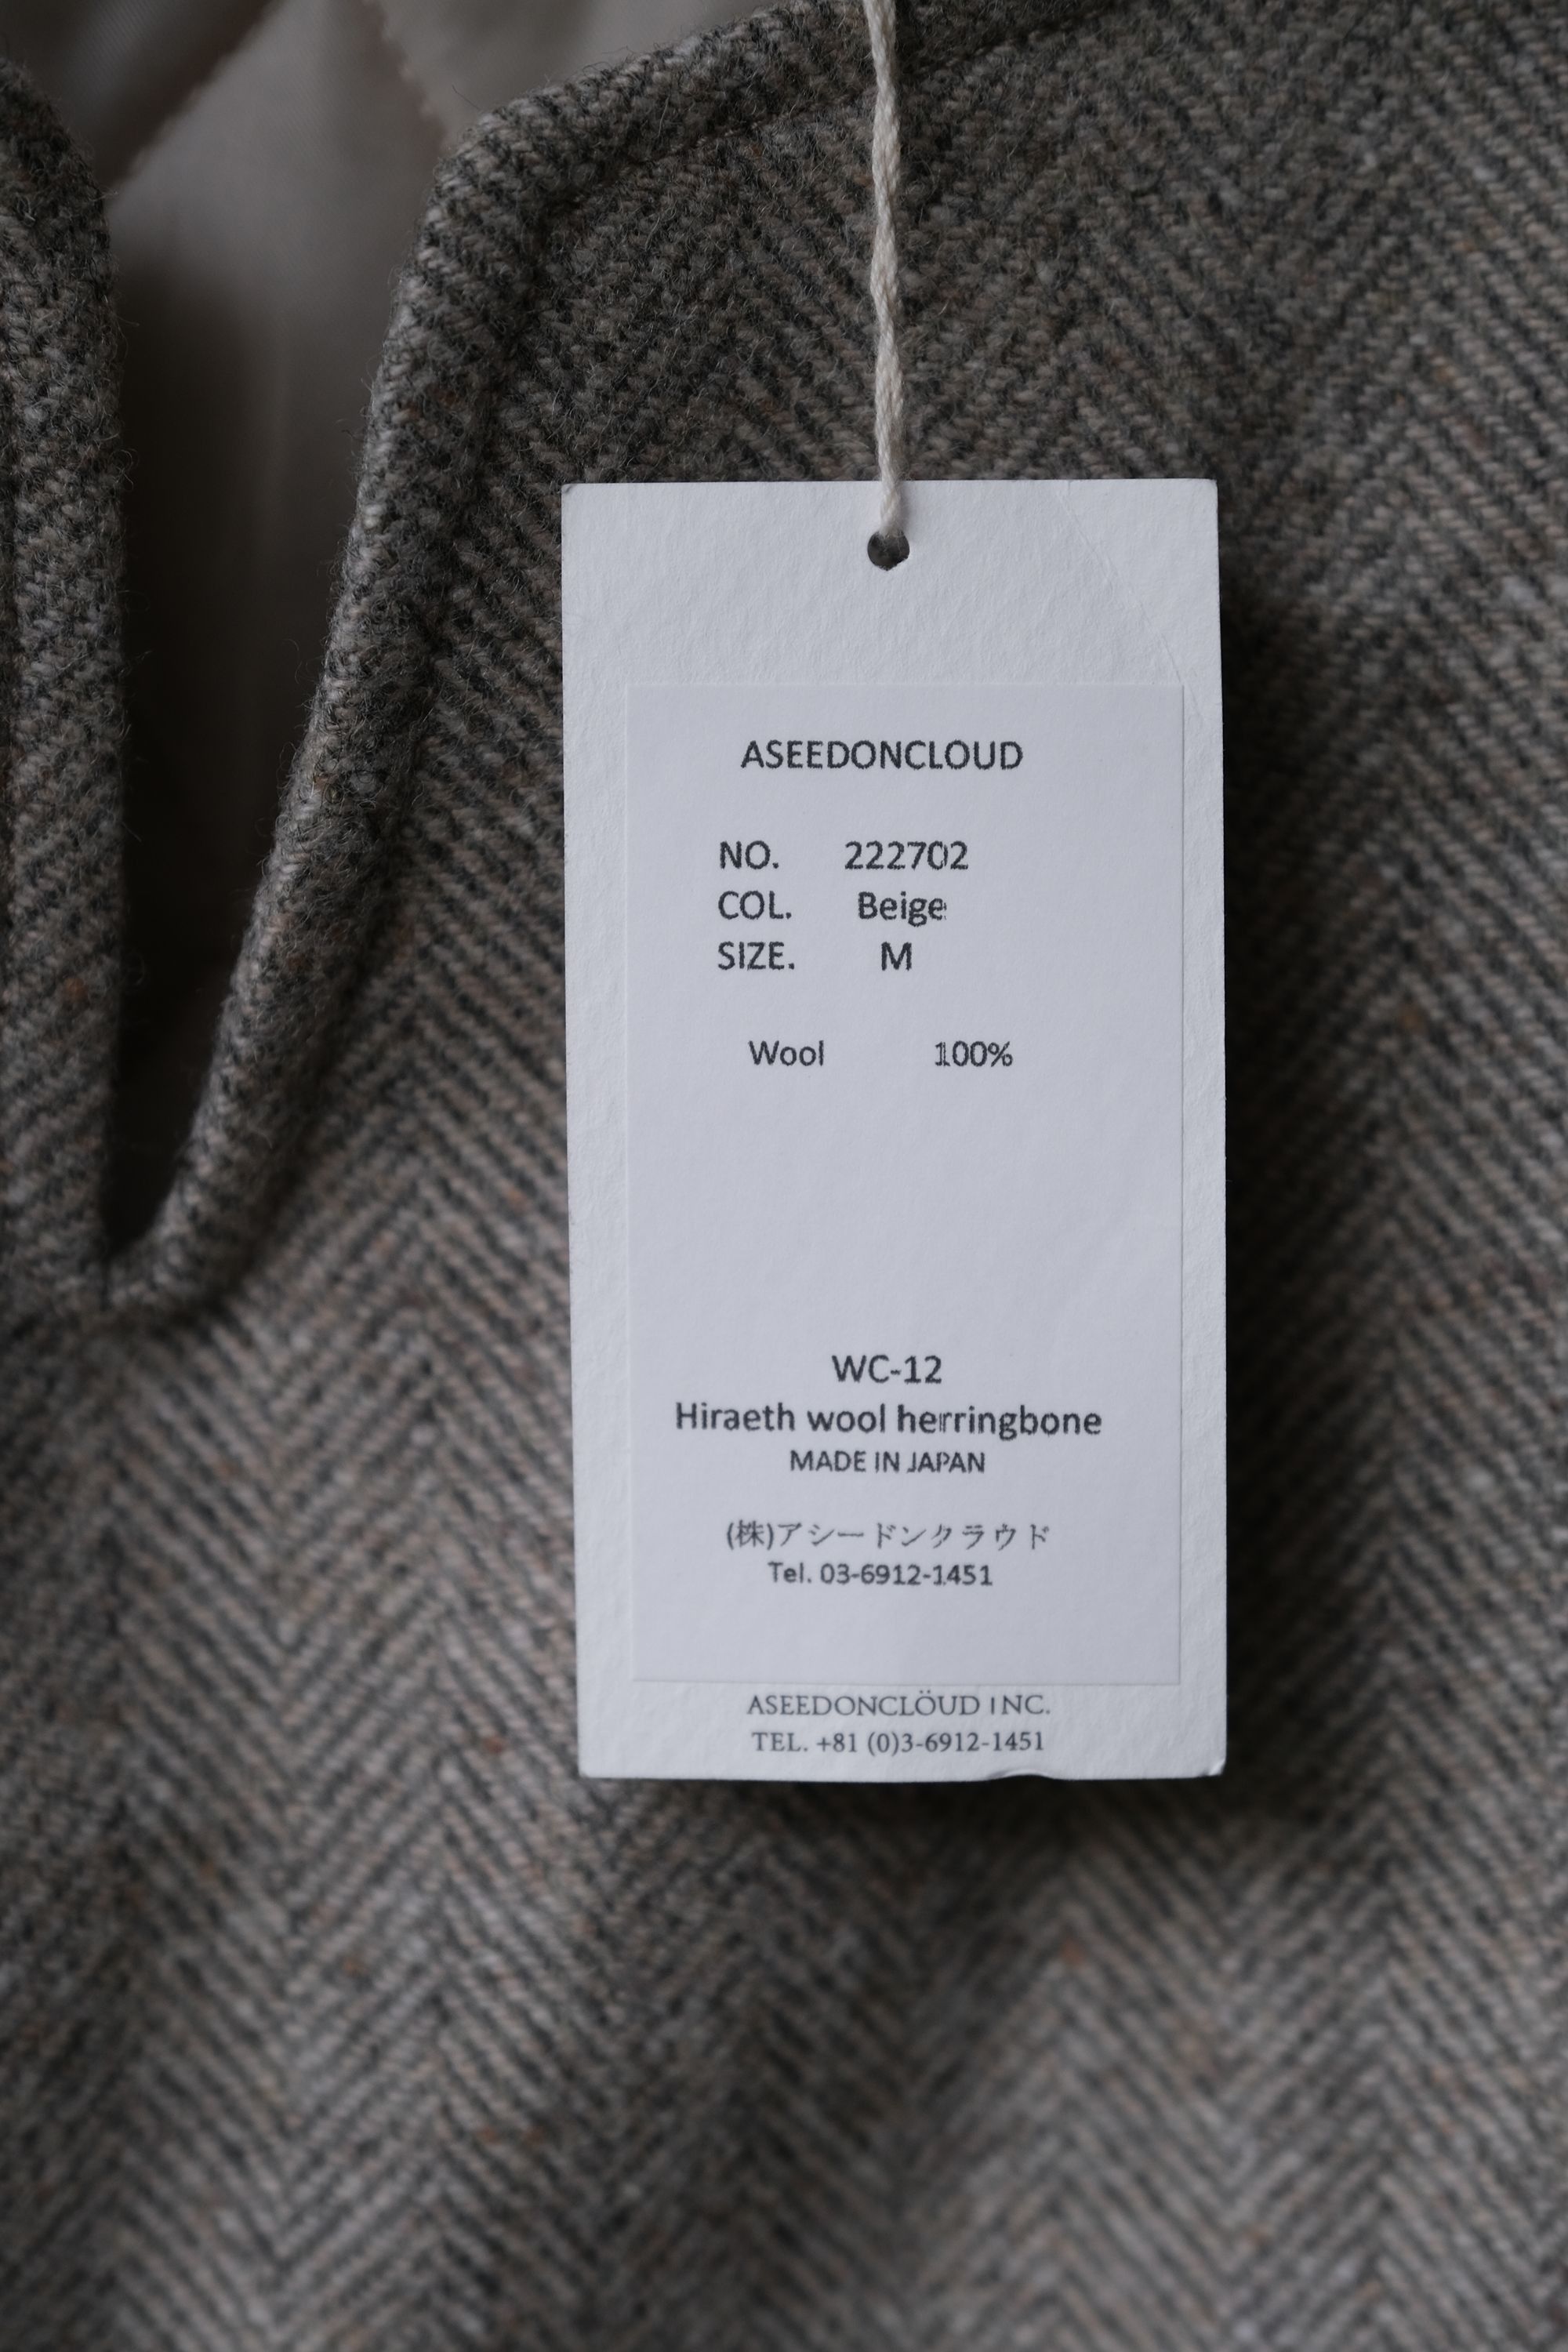 ASEEDONCLOUD
NO. 222702
COL. Beige
SIZE. M
Wool 100%
WC-12
Hiraeth wool herringbone
MADE IN JAPAN
(株)アシードンクラウド
Tel. 03-6912-1451
ASEEDONCLÖUD INC.
TEL. +81 (0)3-6912-1451